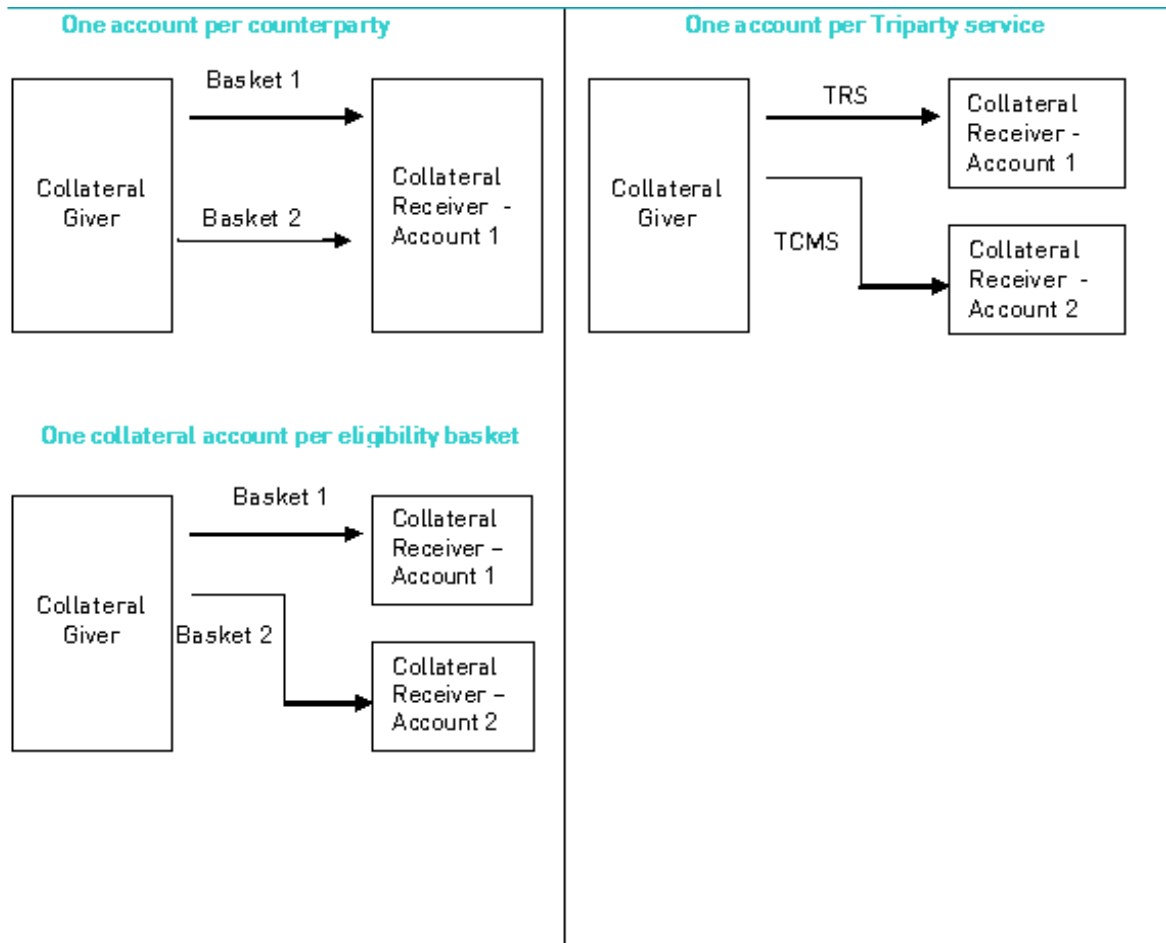 One account per counterparty
Basket 1
Collateral
Giver
Basket 2
Collateral
Receiver -
Account 1
One collateral account per eligibility basket
Basket 1
Collateral
Giver
Basket 2
Collateral
Receiver –
Account 1
Collateral
Receiver –
Account 2
One account per Triparty service
TRS
Collateral
Giver
TCMS
Collateral
Receiver -
Account 1
Collateral
Receiver -
Account 2